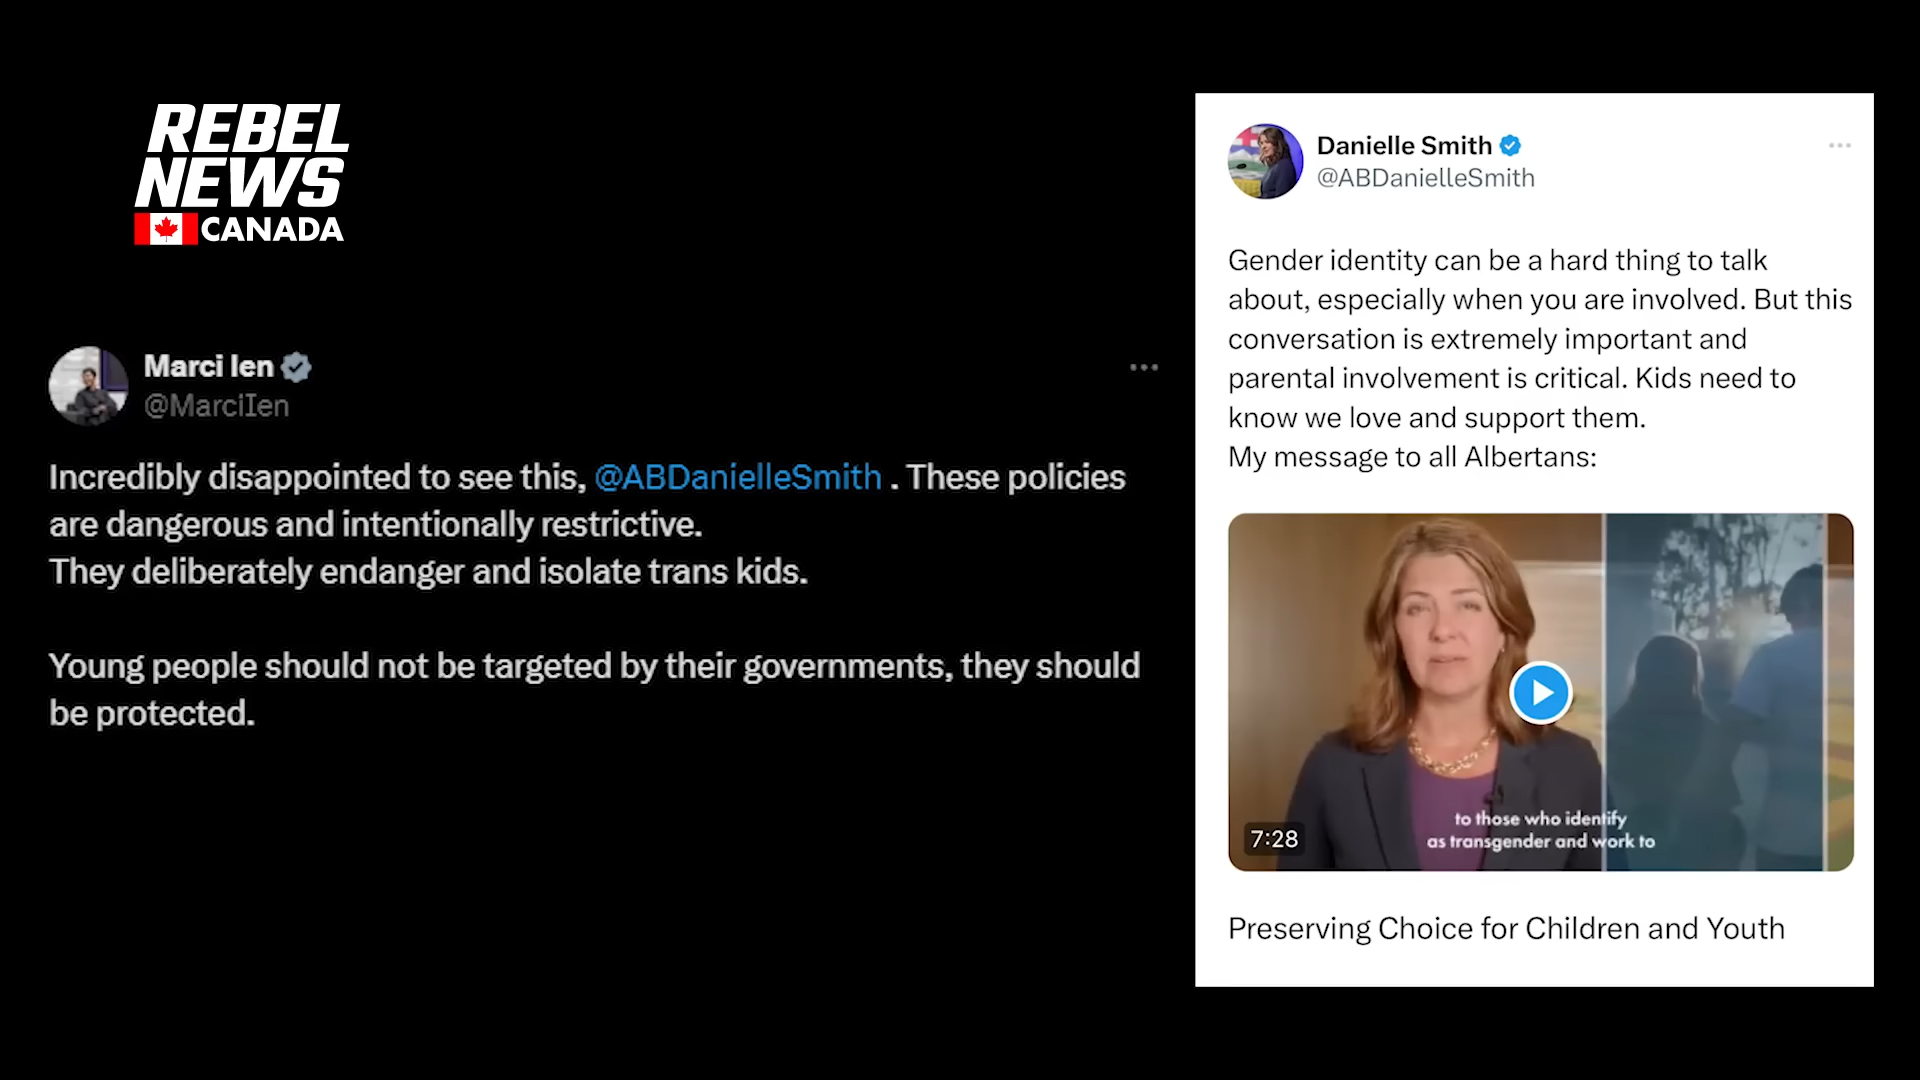 REBEL
NEWS
CANADA
Marci Ien
@MarciIen
Incredibly disappointed to see this, @ABDanielleSmith . These policies
are dangerous and intentionally restrictive.
They deliberately endanger and isolate trans kids.
Young people should not be targeted by their governments, they should
be protected.
Danielle Smith
@ABDanielleSmith
Gender identity can be a hard thing to talk
about, especially when you are involved. But this
conversation is extremely important and
parental involvement is critical. Kids need to
know we love and support them.
My message to all Albertans:
to those who identify
as transgender and work to
7:28
Preserving Choice for Children and Youth